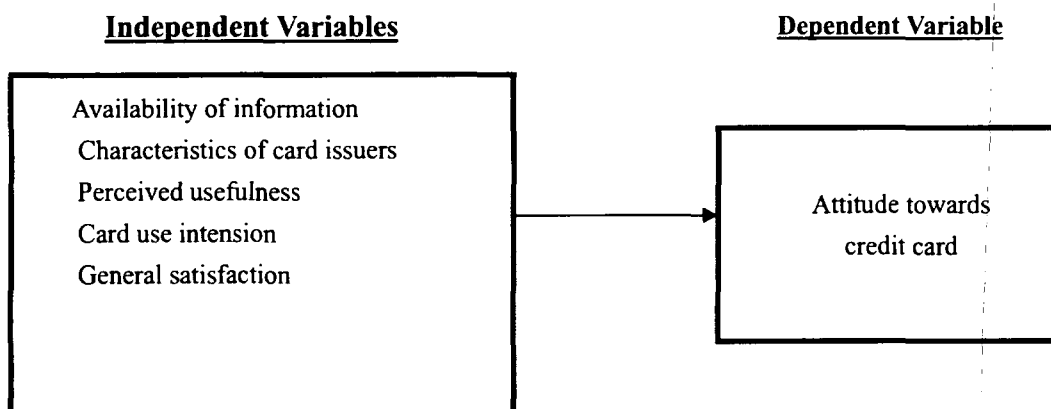 Independent Variables
Dependent Variable
Availability of information
Characteristics of card issuers
Perceived usefulness
Card use intension
General satisfaction
Attitude towards
credit card